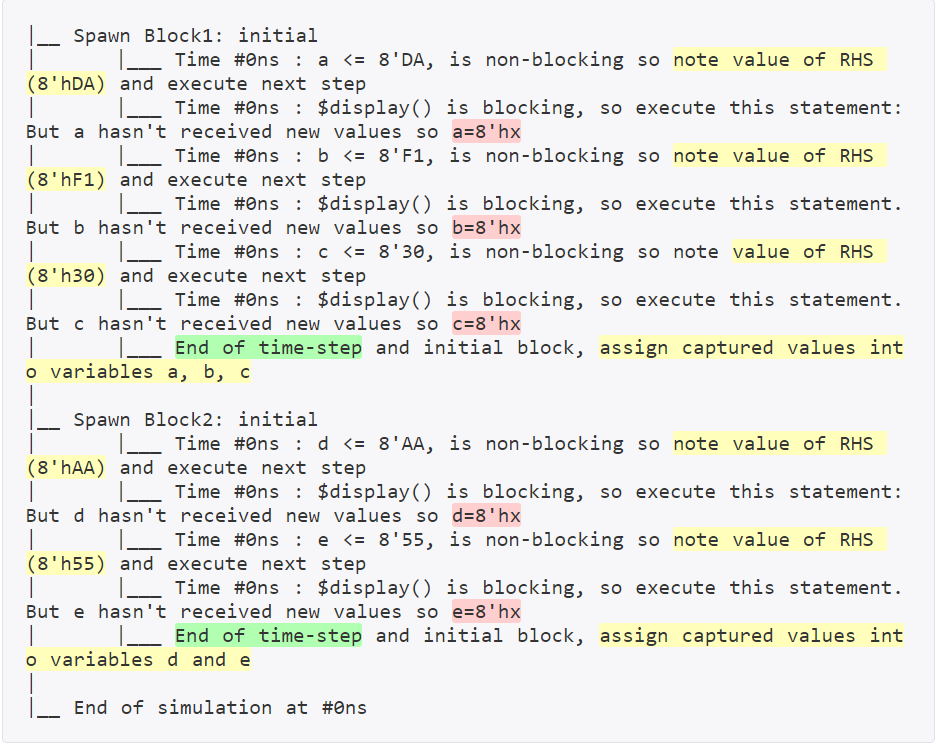 |__ Spawn Block1: initial
|      |___ Time #0ns : a <= 8'DA, is non-blocking so note value of RHS
(8'hDA) and execute next step
|      |___ Time #0ns : $display() is blocking, so execute this statement:
But a hasn't received new values so a=8'hx
|      |___ Time #0ns : b <= 8'F1, is non-blocking so note value of RHS
(8'hF1) and execute next step
|      |___ Time #0ns : $display() is blocking, so execute this statement.
But b hasn't received new values so b=8'hx
|      |___ Time #0ns : c <= 8'30, is non-blocking so note value of RHS
(8'h30) and execute next step
|      |___ Time #0ns : $display() is blocking, so execute this statement.
But c hasn't received new values so c=8'hx
|      |___ End of time-step and initial block, assign captured values int
o variables a, b, c
|
|__ Spawn Block2: initial
|      |___ Time #0ns : d <= 8'AA, is non-blocking so note value of RHS
(8'hAA) and execute next step
|      |___ Time #0ns : $display() is blocking, so execute this statement:
But d hasn't received new values so d=8'hx
|      |___ Time #0ns : e <= 8'55, is non-blocking so note value of RHS
(8'h55) and execute next step
|      |___ Time #0ns : $display() is blocking, so execute this statement.
But e hasn't received new values so e=8'hx
|      |___ End of time-step and initial block, assign captured values int
o variables d and e
|
|__ End of simulation at #0ns